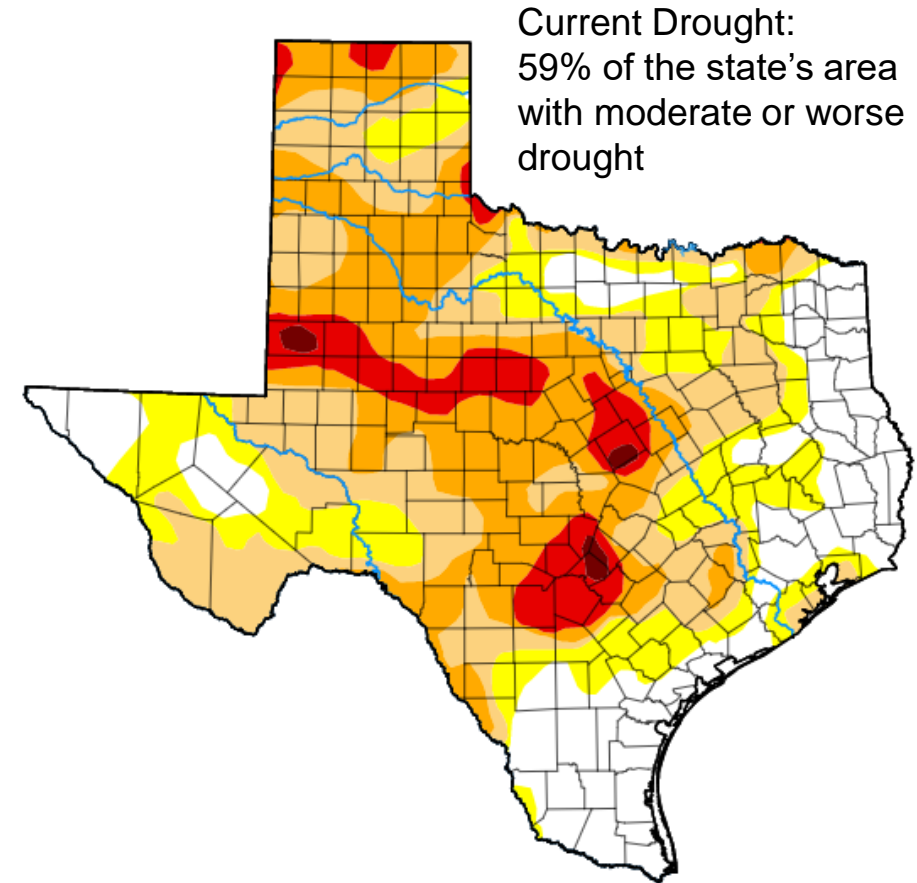 Current Drought:
59% of the state’s area
with moderate or worse
drought